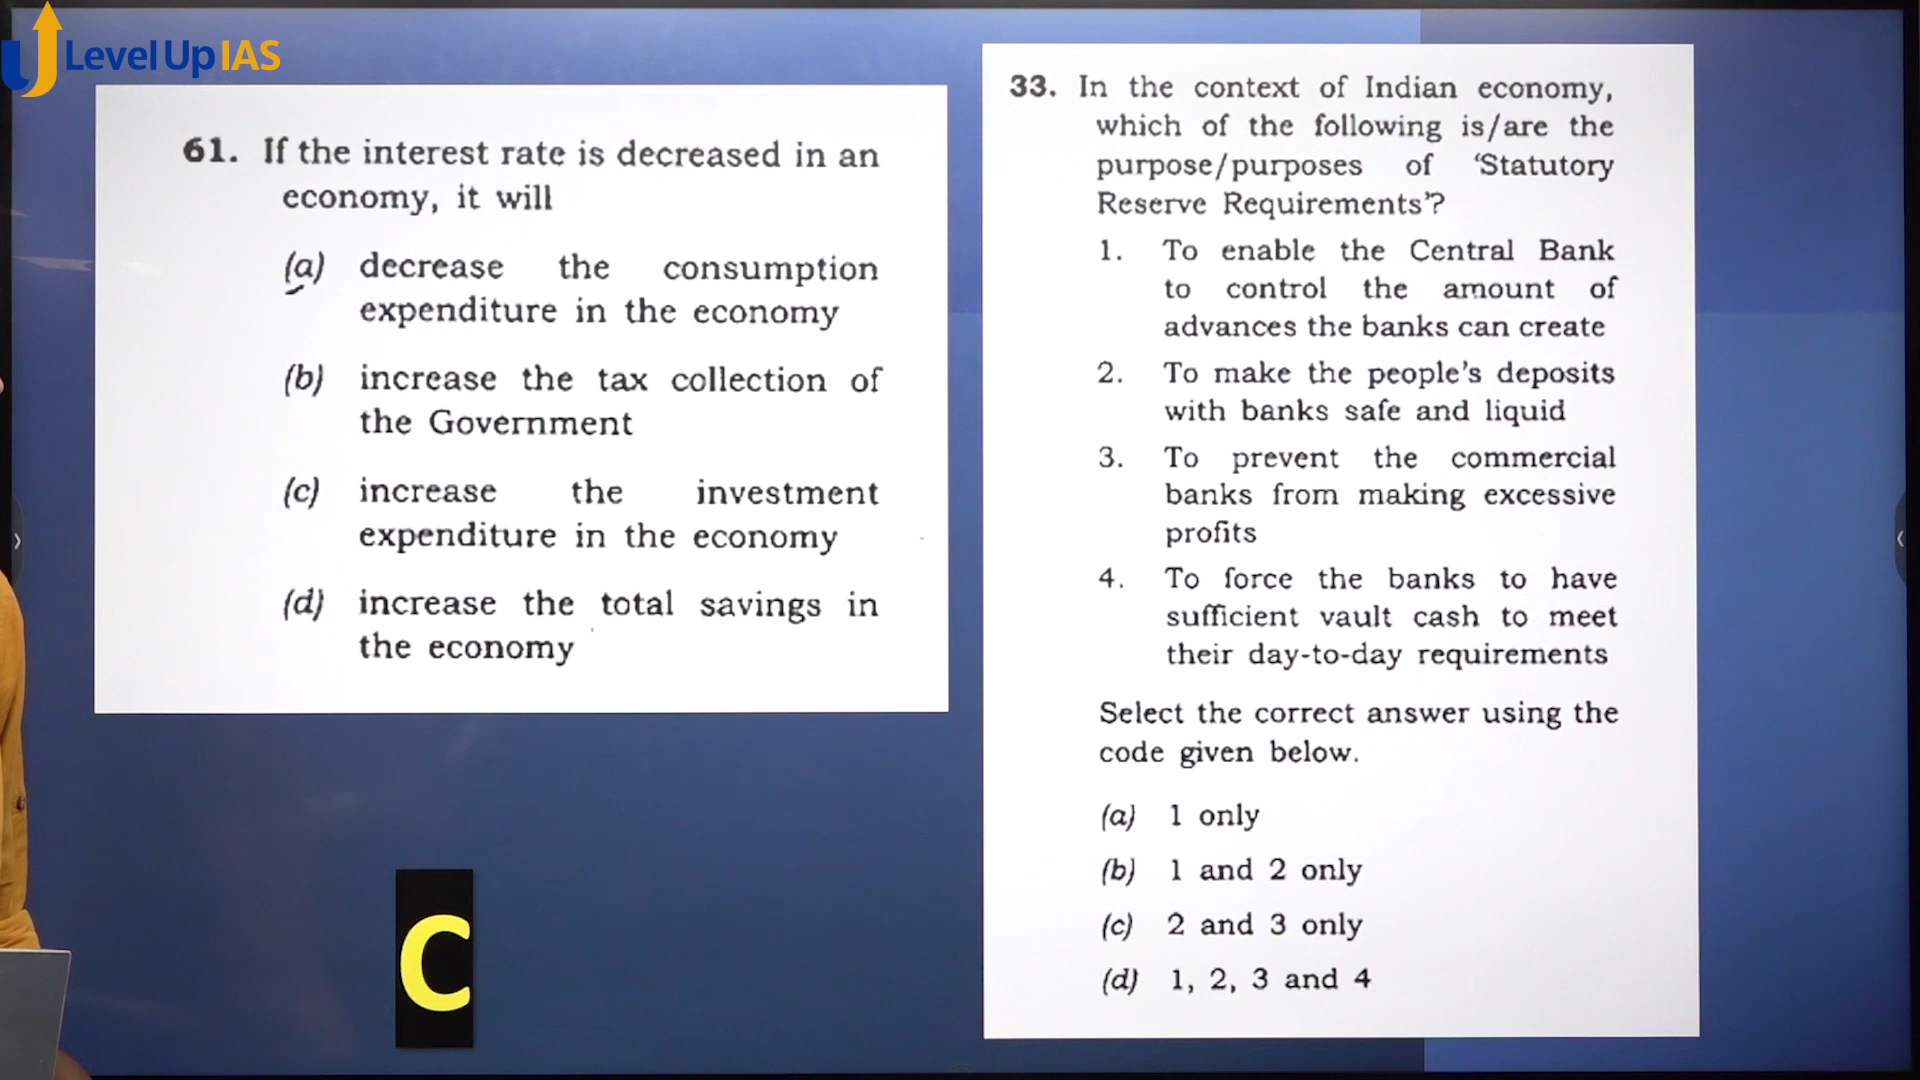 Level Up IAS
61. If the interest rate is decreased in an
economy, it will
(a) decrease the consumption
expenditure in the economy
(b) increase the tax collection of
the Government
(c) increase the investment
expenditure in the economy
(d) increase the total savings in
the economy
C
33. In the context of Indian economy,
which of the following is/are the
purpose/purposes of ‘Statutory
Reserve Requirements’?
1. To enable the Central Bank
to control the amount of
advances the banks can create
2. To make the people’s deposits
with banks safe and liquid
3. To prevent the commercial
banks from making excessive
profits
4. To force the banks to have
sufficient vault cash to meet
their day-to-day requirements
Select the correct answer using the
code given below.
(a) 1 only
(b) 1 and 2 only
(c) 2 and 3 only
(d) 1, 2, 3 and 4